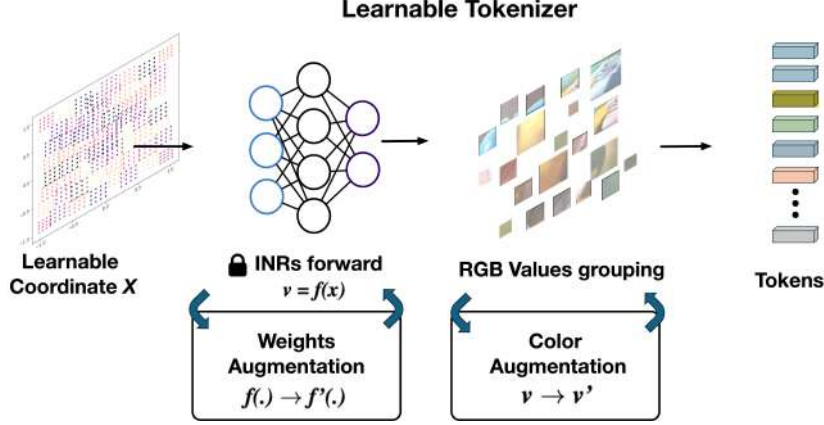 Learnable Tokenizer
Learnable
Coordinate X
INRs forward
v = f(x)
RGB Values grouping
Tokens
Weights
Augmentation
f(.) → f'(.)
Color
Augmentation
v → v'